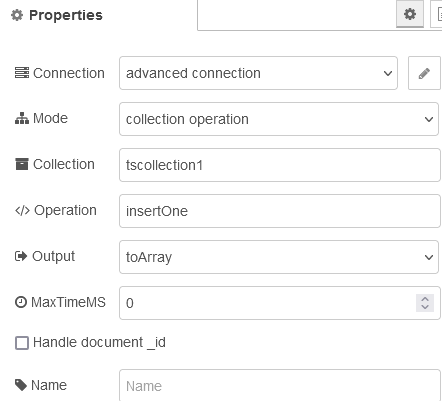 Properties
Connection advanced connection
Mode collection operation
Collection tscollection1
</> Operation insertOne
Output toArray
MaxTimeMS 0
Handle document _id
Name Name